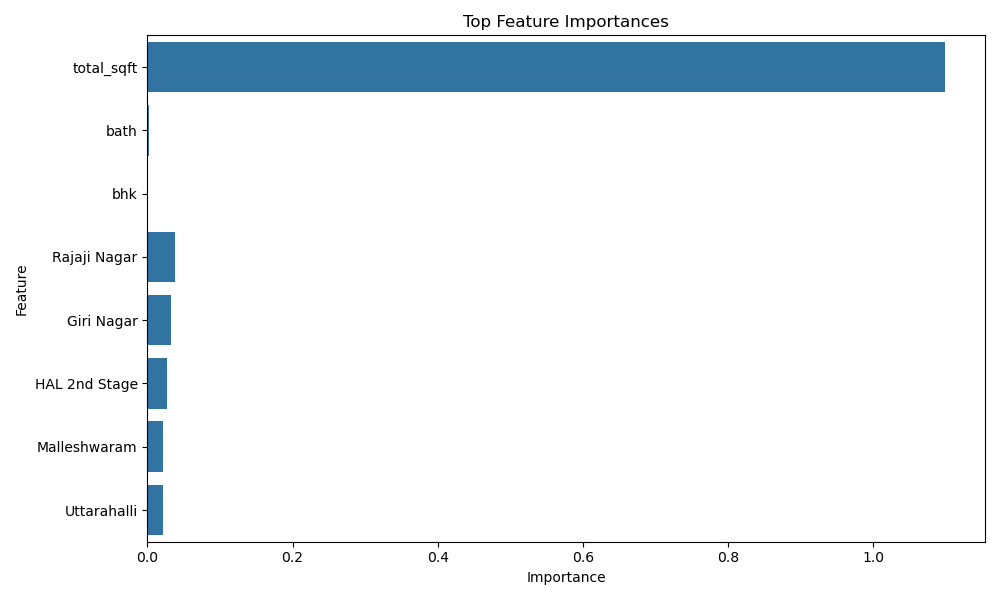 Top Feature Importances
Feature
total_sqft
bath
bhk
Rajaji Nagar
Giri Nagar
HAL 2nd Stage
Malleshwaram
Uttarahalli
0.0 0.2 0.4 0.6 0.8 1.0
Importance